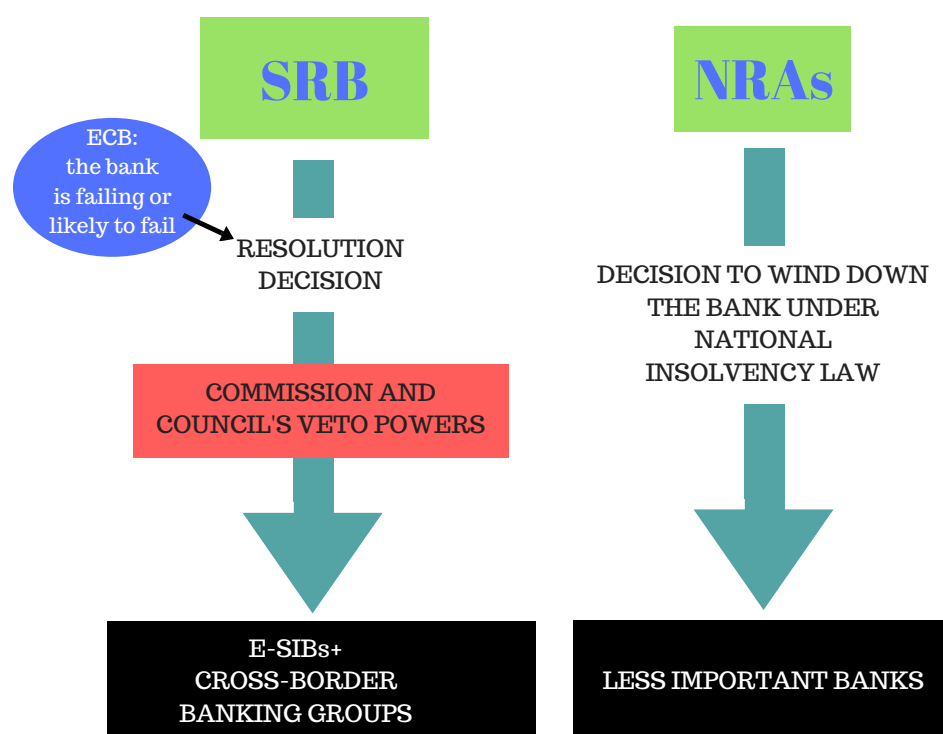 SRB
ECB:
the bank
is failing or
likely to fail
RESOLUTION
DECISION
COMMISSION AND
COUNCIL'S VETO POWERS
E-SIBs+
CROSS-BORDER
BANKING GROUPS
NRAs
DECISION TO WIND DOWN
THE BANK UNDER
NATIONAL
INSOLVENCY LAW
LESS IMPORTANT BANKS